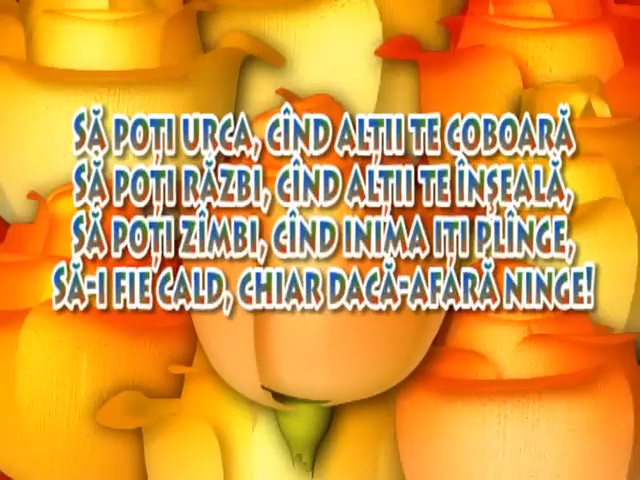 SĂ POȚI URCA, CÎND ALȚII TE COBOARĂ
SĂ POȚI RĂZBI, CÎND ALȚII TE ÎNȘEALĂ,
SĂ POȚI ZÎMBI, CÎND INIMA IȚI PLÎNGE,
SĂ-I FIE CALD, CHIAR DACĂ-AFARĂ NINGE!